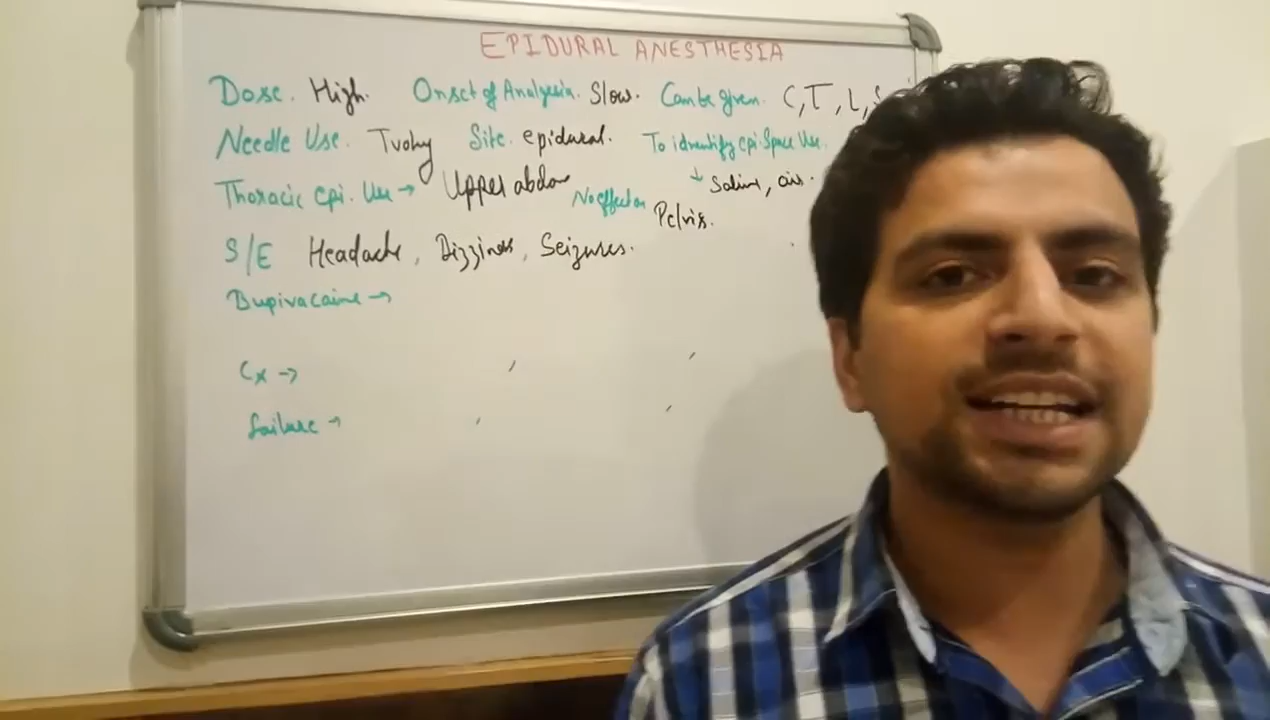 EPIDURAL ANESTHESIA
Dose. High. Onset of Analgesia. Slow. Can be given. C, T, L, S
Needle Use. Tuohy Site. epidural. To identify epi. Space Use.
↓ Saline, air.
Thoracic epi. Use → Upper abdom No effect on Pelvis.
S/E Headache, Dizziness, Seizures.
Bupivacaine →
Cx →
failure →